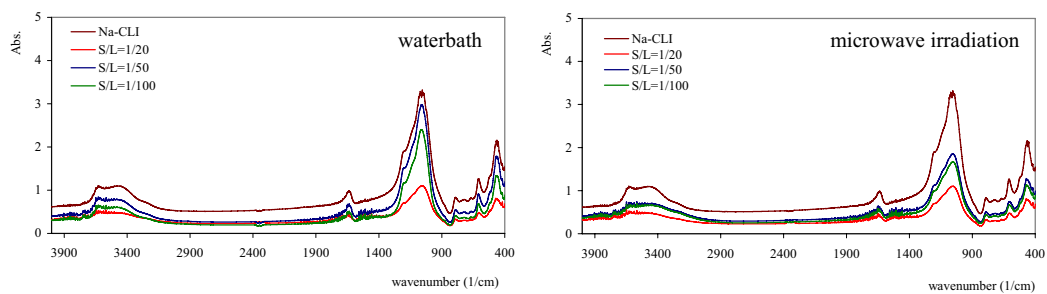 Abs.
5
4
3
2
1
0
Na-CLI
S/L=1/20
S/L=1/50
S/L=1/100
waterbath
3900 3400 2900 2400 1900 1400 900 400
wavenumber (1/cm)
Abs.
5
4
3
2
1
0
Na-CLI
S/L=1/20
S/L=1/50
S/L=1/100
microwave irradiation
3900 3400 2900 2400 1900 1400 900 400
wavenumber (1/cm)